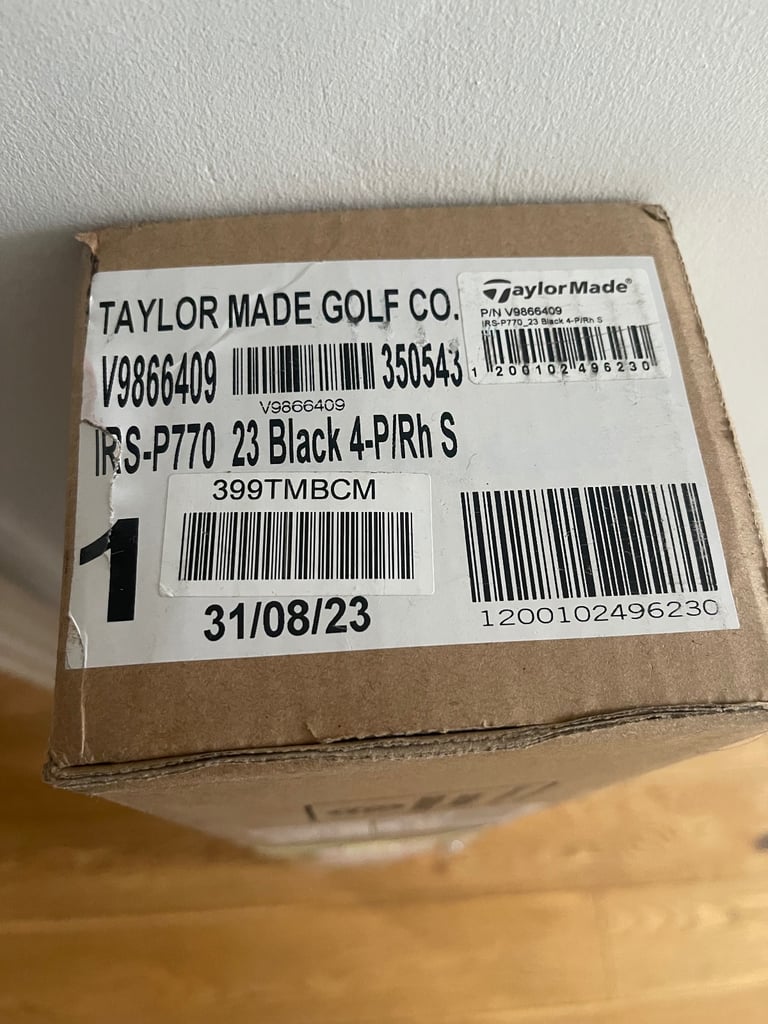 TAYLOR MADE GOLF CO.
TaylorMade®
P/N V9866409
IRS-P770_23 Black 4-P/Rh S
1 200102 496230
V9866409 350543
V9866409
IRS-P770 23 Black 4-P/Rh S
399TMBCM
1
31/08/23
1200102496230